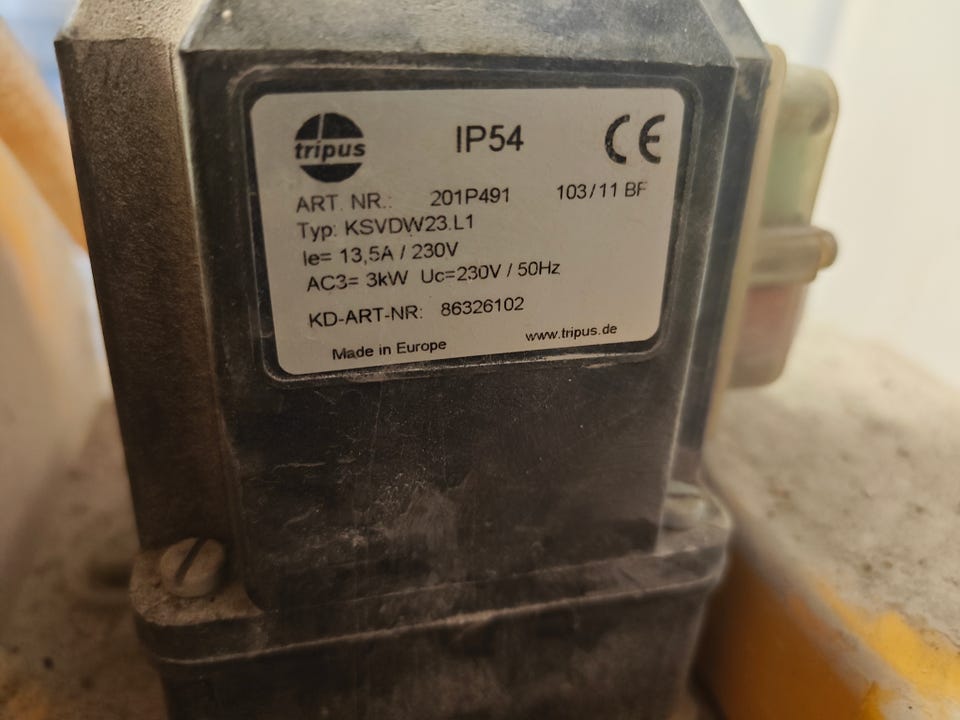 tripus IP54 CE
ART. NR.: 201P491 103/11 BF
Typ: KSVDW23.L1
Ie= 13,5A / 230V
AC3= 3kW Uc=230V / 50Hz
KD-ART-NR: 86326102
Made in Europe www.tripus.de